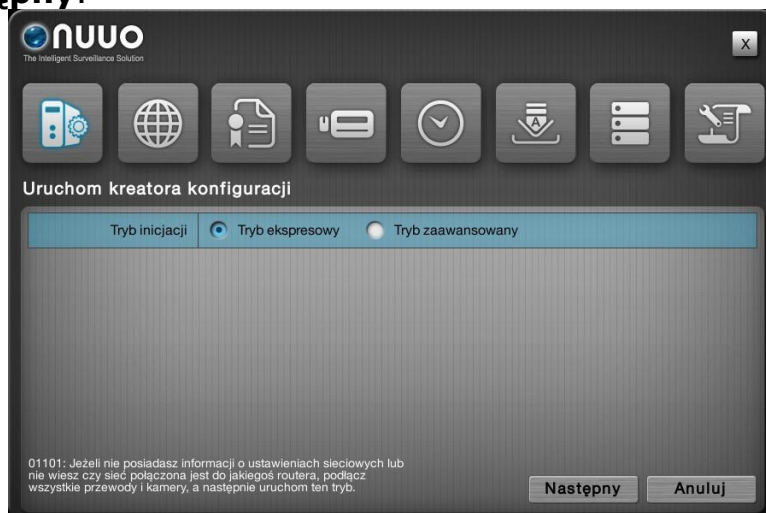 ępny.
nuuo
The Intelligent Surveillance Solution
X
A
Uruchom kreatora konfiguracji
Tryb inicjacji Tryb ekspresowy Tryb zaawansowany
01101: Jeżeli nie posiadasz informacji o ustawieniach sieciowych lub
nie wiesz czy sieć połączona jest do jakiegoś routera, podłącz
wszystkie przewody i kamery, a następnie uruchom ten tryb.
Następny Anuluj